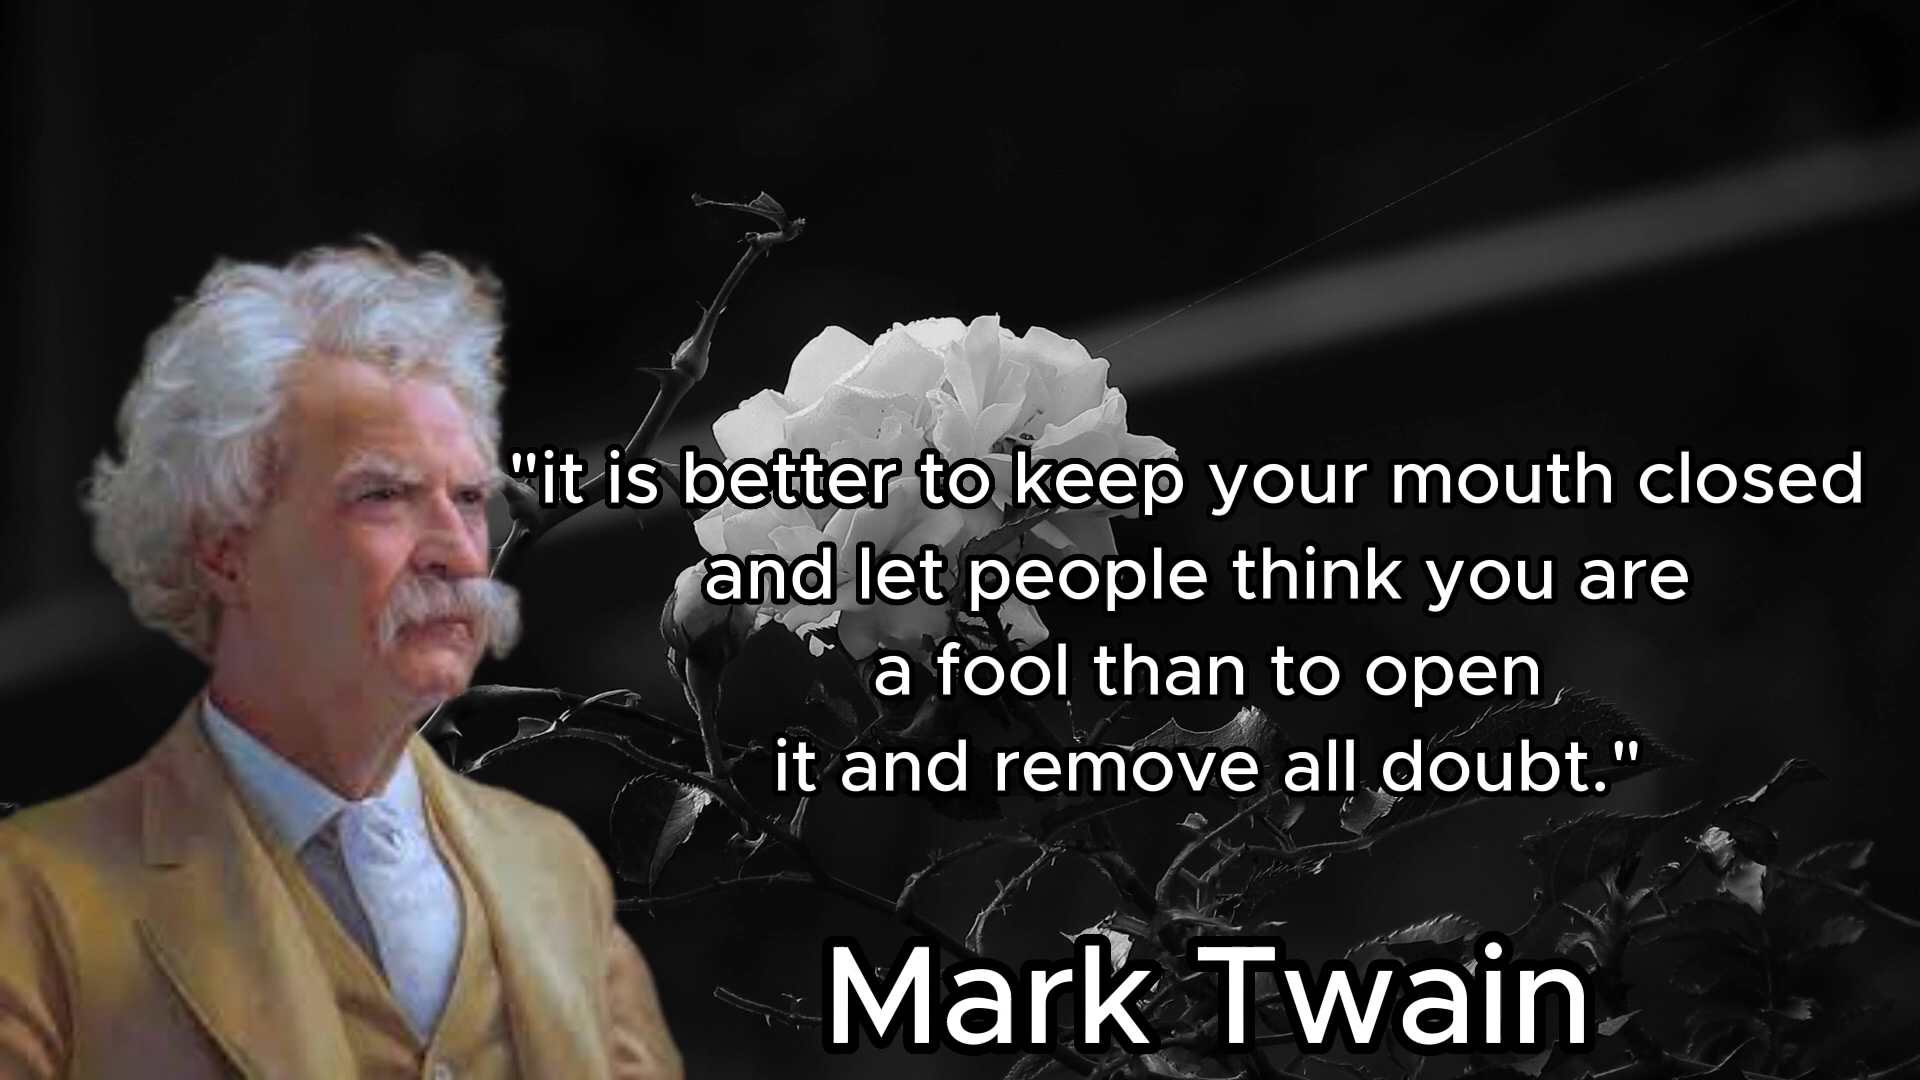 "it is better to keep your mouth closed
and let people think you are
a fool than to open
it and remove all doubt."
Mark Twain